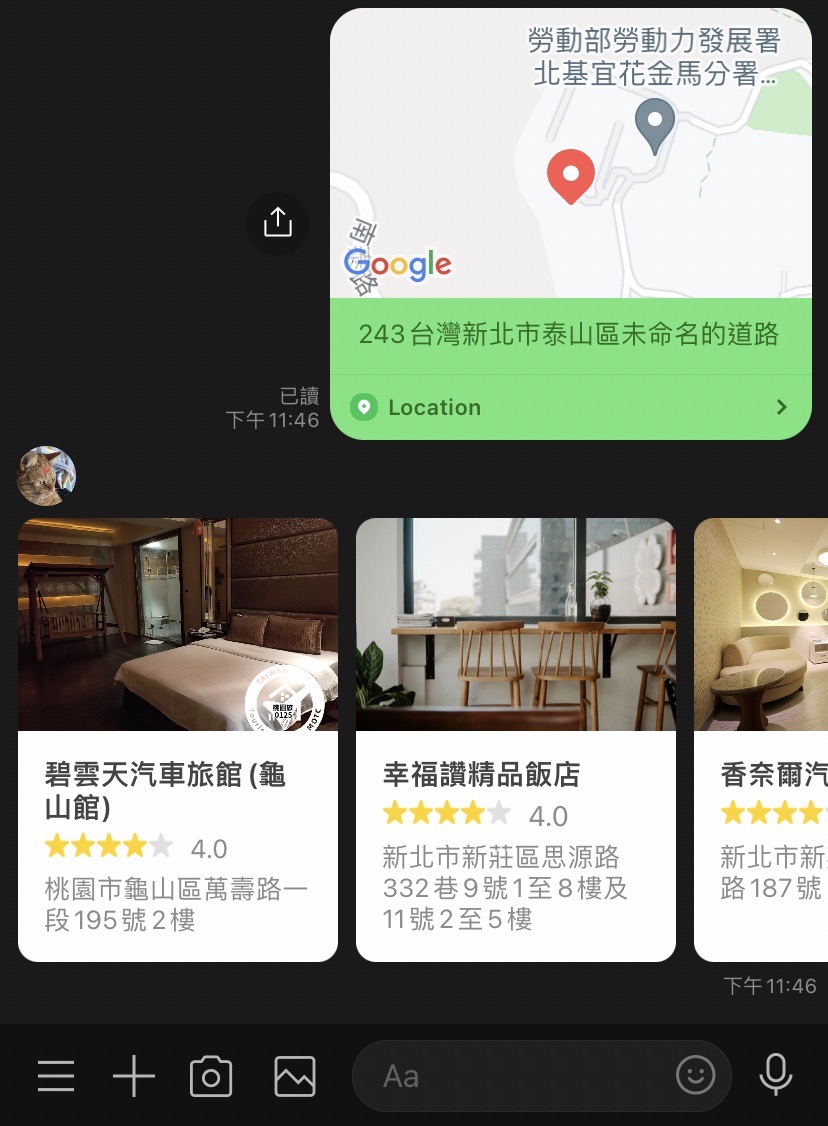 勞動部勞動力發展署
北基宜花金馬分署...
Google
243台灣新北市泰山區未命名的道路
已讀
下午11:46
Location
TAIWAN
桃園旅
0125
MOTC
碧雲天汽車旅館(龜
山館)
4.0
桃園市龜山區萬壽路一
段195號2樓
幸福讚精品飯店
4.0
新北市新莊區思源路
332巷9號1至8樓及
11號2至5樓
香奈爾汽
新北市新
路187號
下午11:46
Aa